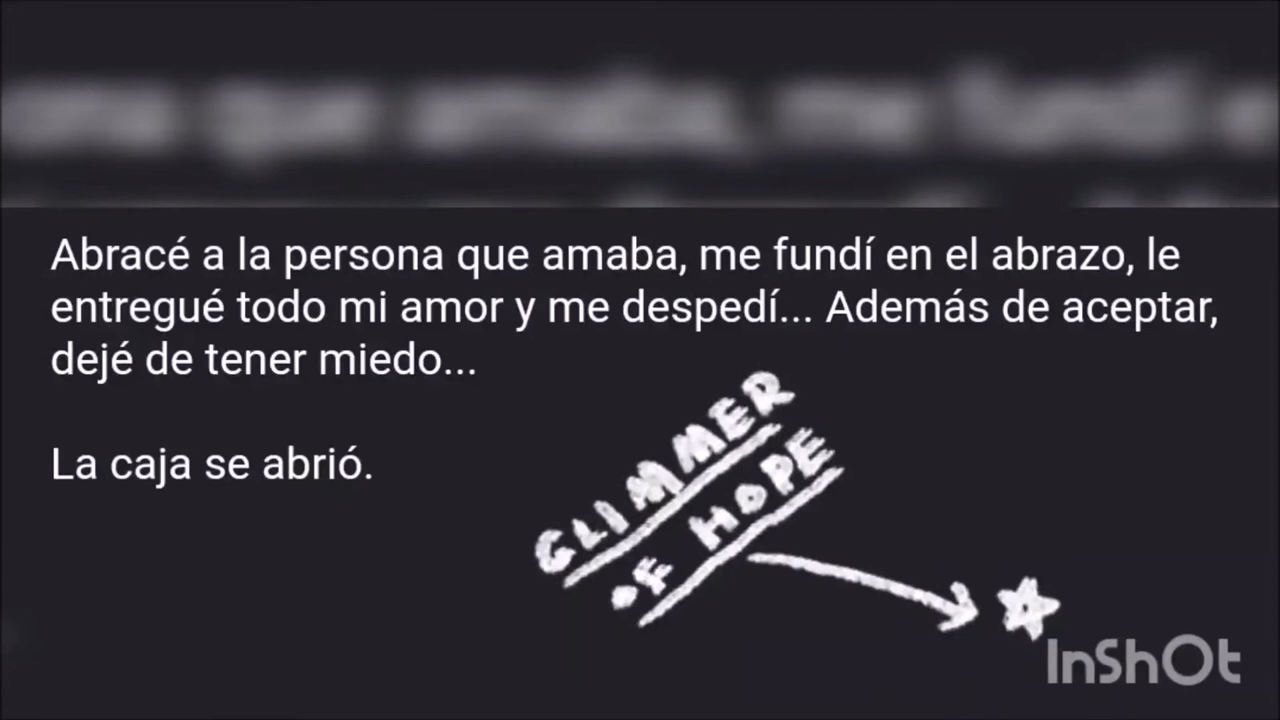 Abracé a la persona que amaba, me fundí en el abrazo, le
entregué todo mi amor y me despedí... Además de aceptar,
dejé de tener miedo...
La caja se abrió.
GLIMMER
OF HOPE
InShOt